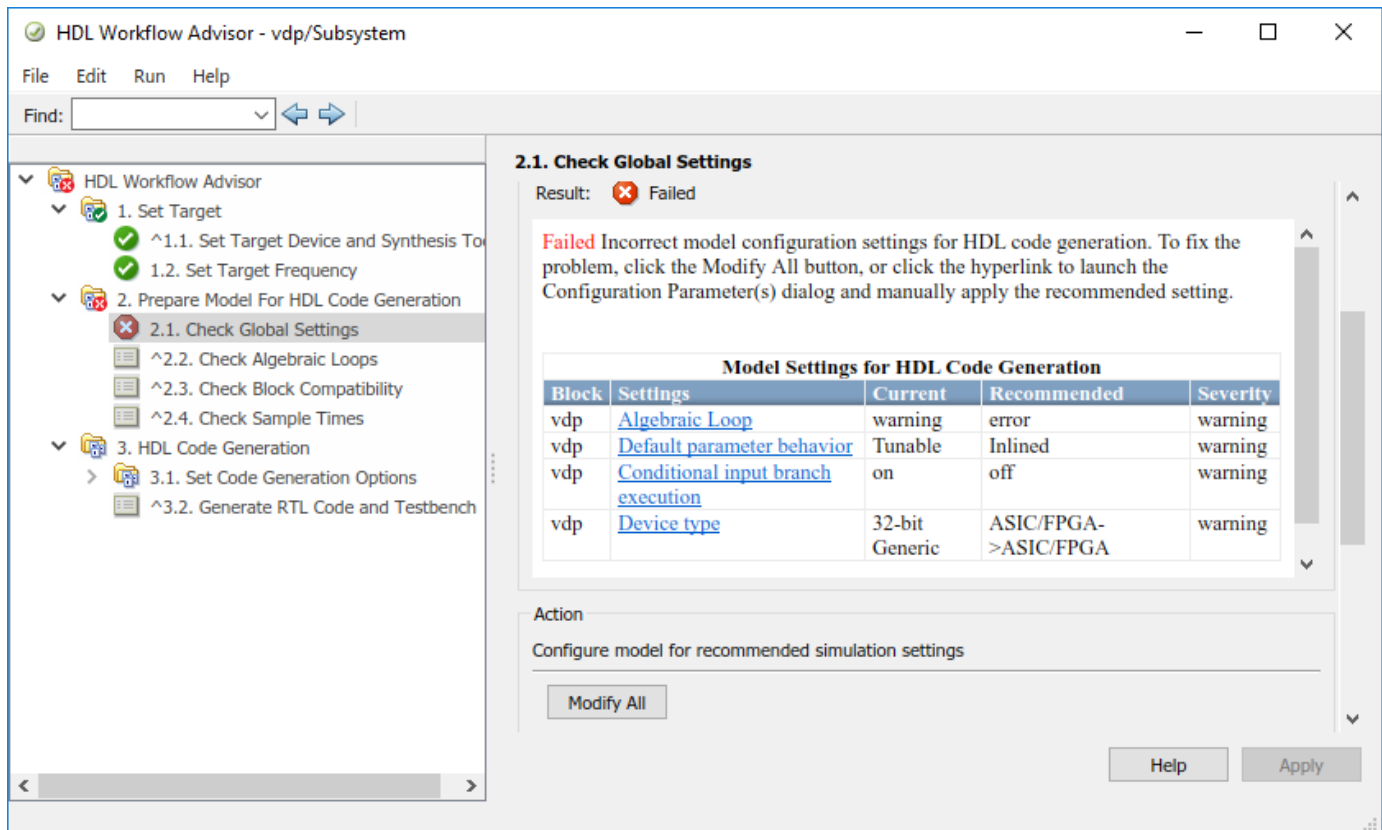 HDL Workflow Advisor - vdp/Subsystem
File Edit Run Help
Find:
HDL Workflow Advisor
1. Set Target
^1.1. Set Target Device and Synthesis To
1.2. Set Target Frequency
2. Prepare Model For HDL Code Generation
2.1. Check Global Settings
^2.2. Check Algebraic Loops
^2.3. Check Block Compatibility
^2.4. Check Sample Times
3. HDL Code Generation
3.1. Set Code Generation Options
^3.2. Generate RTL Code and Testbench
2.1. Check Global Settings
Result: Failed
Failed Incorrect model configuration settings for HDL code generation. To fix the
problem, click the Modify All button, or click the hyperlink to launch the
Configuration Parameter(s) dialog and manually apply the recommended setting.
Model Settings for HDL Code Generation
Block Settings Current Recommended Severity
vdp Algebraic Loop warning error warning
vdp Default parameter behavior Tunable Inlined warning
vdp Conditional input branch on off warning
execution
vdp Device type 32-bit ASIC/FPGA- warning
Generic >ASIC/FPGA
Action
Configure model for recommended simulation settings
Modify All
Help Apply